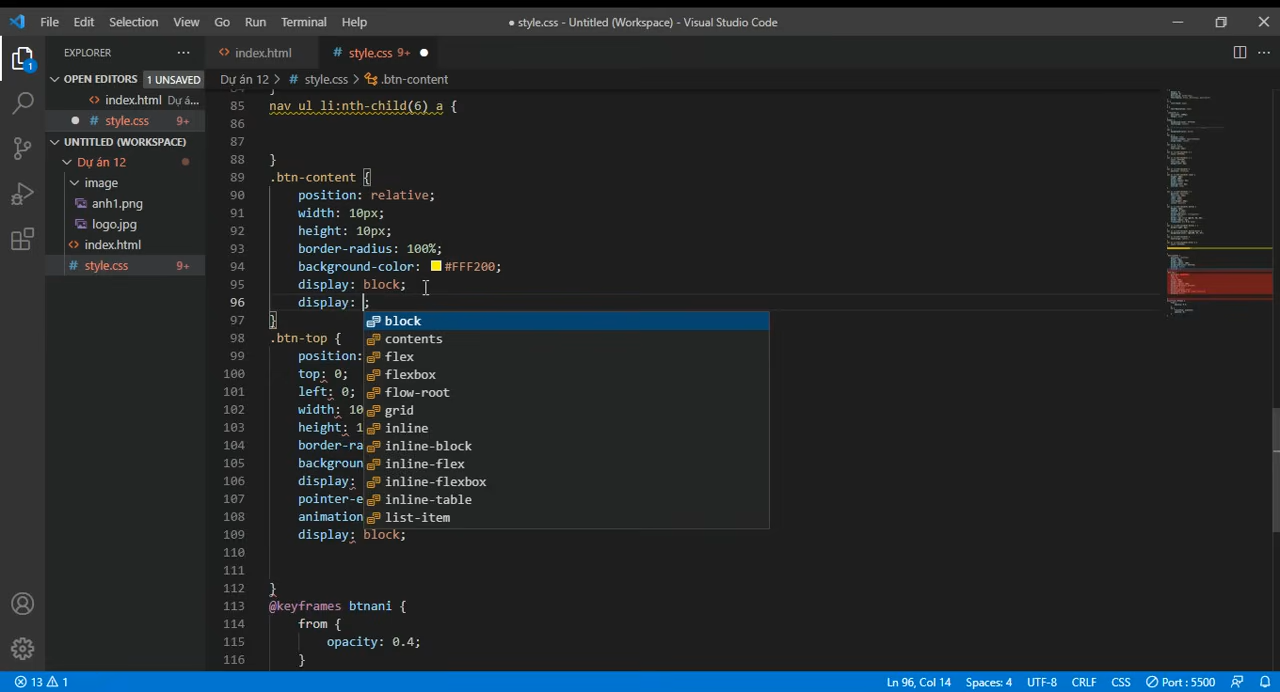 File Edit Selection View Go Run Terminal Help
● style.css - Untitled (Workspace) - Visual Studio Code
EXPLORER
OPEN EDITORS 1 UNSAVED
index.html Dự á...
style.css 9+
UNTITLED (WORKSPACE)
Dự án 12
image
anh1.png
logo.jpg
index.html
style.css 9+
1
index.html # style.css 9+ ●
Dự án 12 > # style.css > .btn-content
85 nav ul li:nth-child(6) a {
86
87
88 }
89 .btn-content {
90 position: relative;
91 width: 10px;
92 height: 10px;
93 border-radius: 100%;
94 background-color: #FFF200;
95 display: block;
96 display: ;
97 }
98 .btn-top {
99 position:
100 top: 0;
101 left: 0;
102 width: 10
103 height: 1
104 border-ra
105 backgroun
106 display:
107 pointer-e
108 animation
109 display: block;
110
111
112 }
113 @keyframes btnani {
114 from {
115 opacity: 0.4;
116 }
block
contents
flex
flexbox
flow-root
grid
inline
inline-block
inline-flex
inline-flexbox
inline-table
list-item
13 1 Ln 96, Col 14 Spaces: 4 UTF-8 CRLF CSS Port : 5500